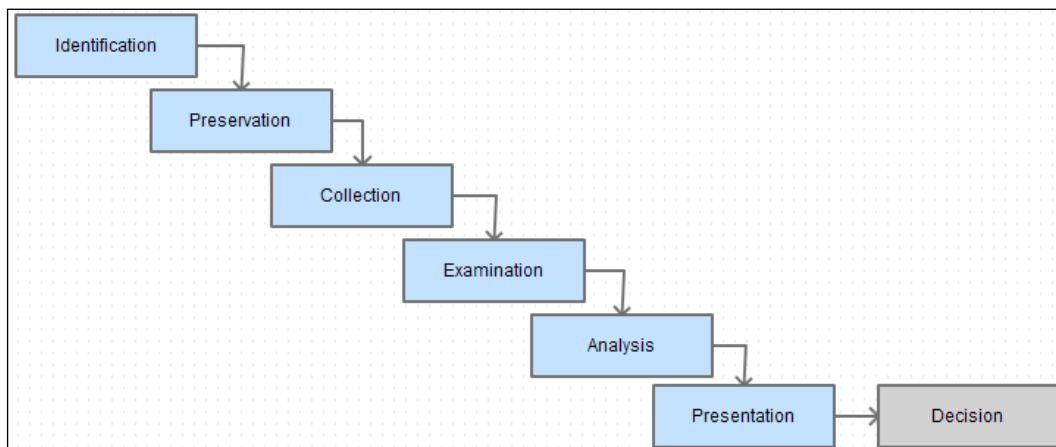 Identification
Preservation
Collection
Examination
Analysis
Presentation
Decision